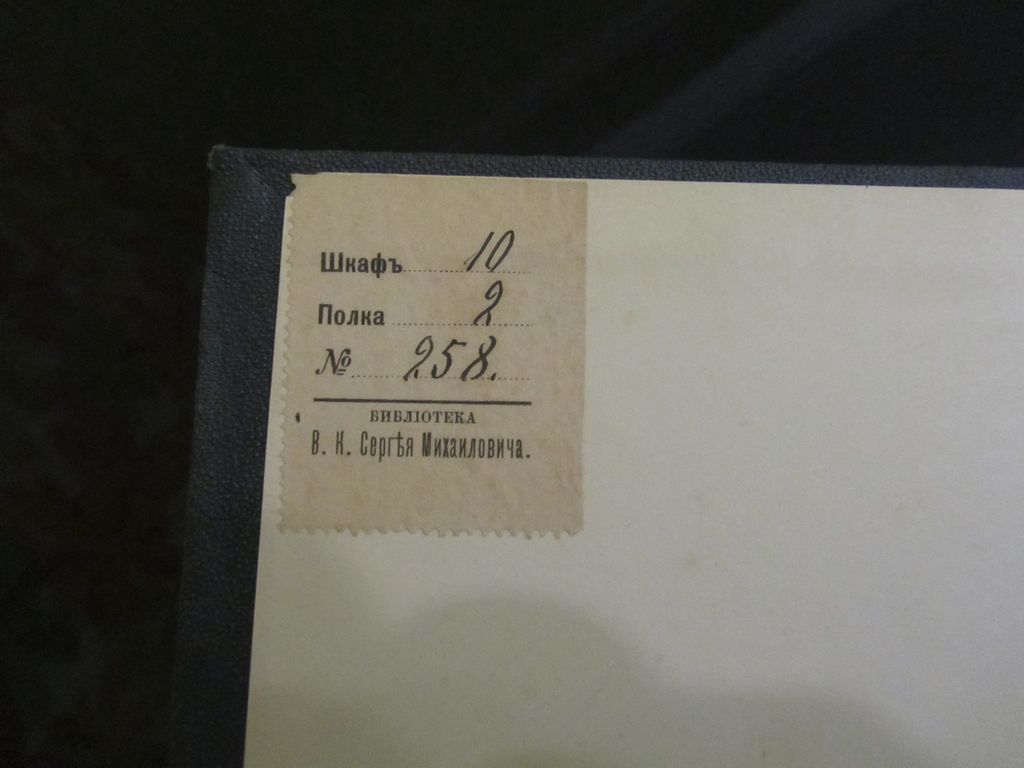 Шкафъ 10
Полка 2
№ 258.
БИБЛІОТЕКА
В. К. Сергѣя Михаиловича.